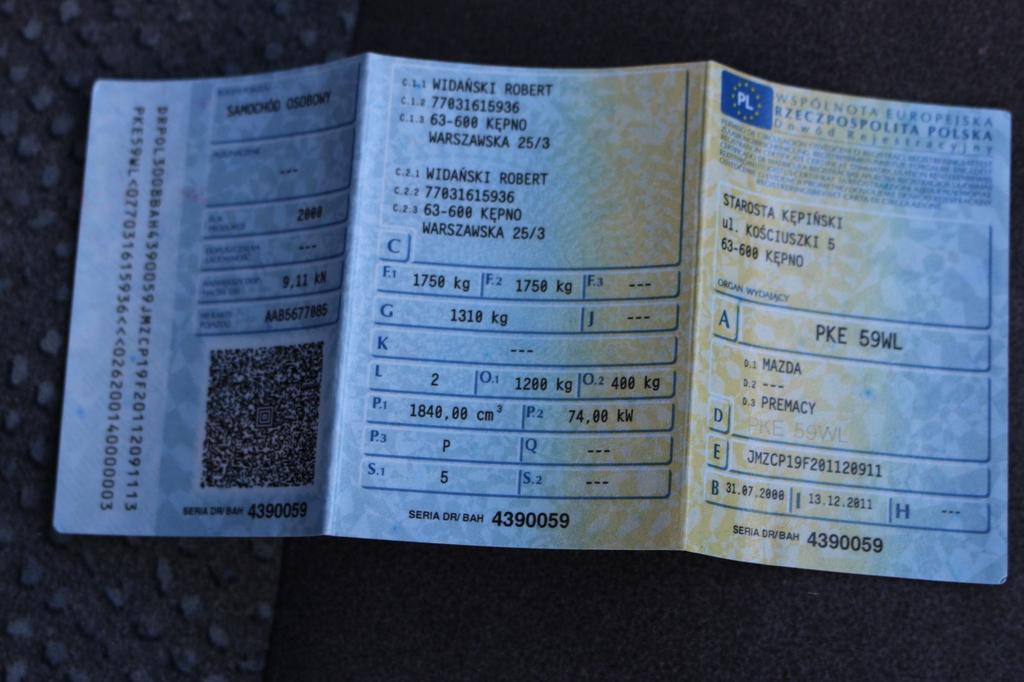 DRPOL300BBAH4390059JMZCP19F20112091113
PKE59WL<077031615936<<<0262001400000003
SAMOCHÓD OSOBOWY
---
2000
---
9,11 kN
AAB5677085
SERIA DR/BAH 4390059
C.1.1 WIDAŃSKI ROBERT
C.1.2 77031615936
C.1.3 63-600 KĘPNO
WARSZAWSKA 25/3
C.2.1 WIDAŃSKI ROBERT
C.2.2 77031615936
C.2.3 63-600 KĘPNO
WARSZAWSKA 25/3
C
F.1 1750 kg F.2 1750 kg F.3 ---
G 1310 kg J ---
K ---
L 2 O.1 1200 kg O.2 400 kg
P.1 1840,00 cm³ P.2 74,00 kW
P.3 P Q ---
S.1 5 S.2 ---
SERIA DR/BAH 4390059
PL
WSPÓLNOTA EUROPEJSKA
RZECZPOSPOLITA POLSKA
Dowód Rejestracyjny
STAROSTA KĘPIŃSKI
ul. KOŚCIUSZKI 5
63-600 KĘPNO
ORGAN WYDAJĄCY
A PKE 59WL
D.1 MAZDA
D.2 ---
D.3 PREMACY
D PKE 59WL
E JMZCP19F201120911
B 31.07.2000 I 13.12.2011 H ---
SERIA DR/BAH 4390059